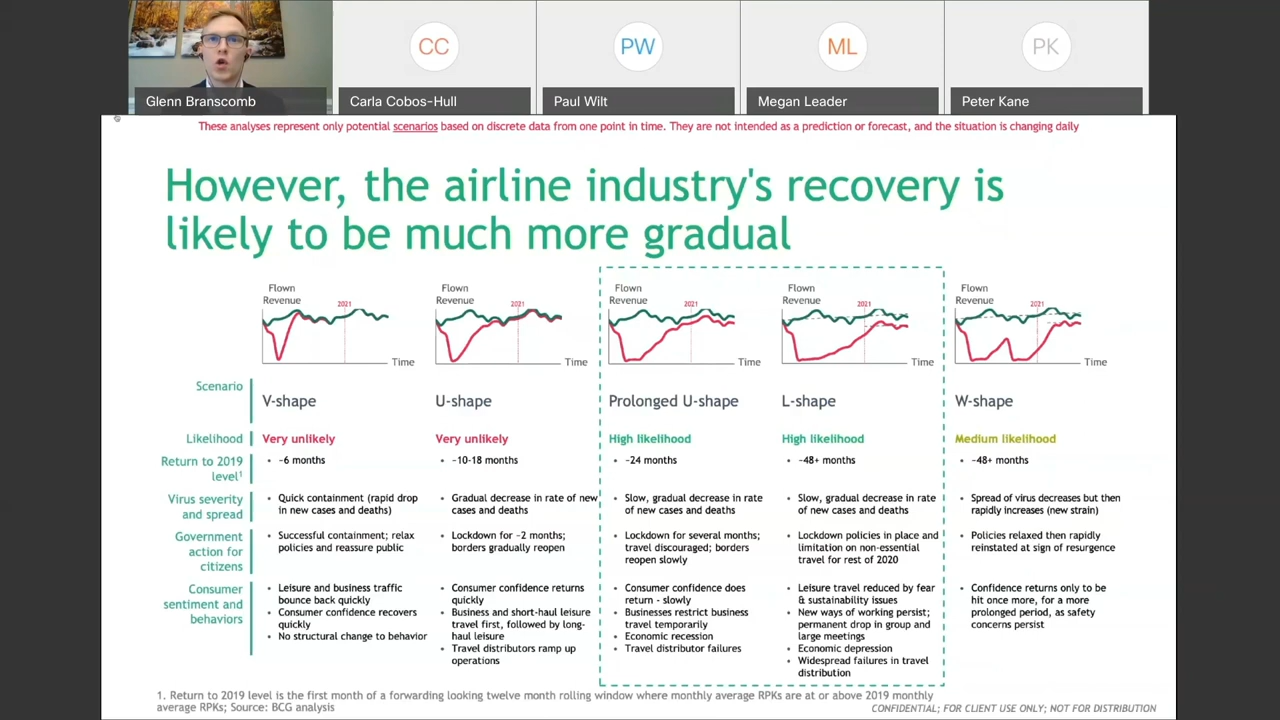 CC
PW
ML
PK
Glenn Branscomb
Carla Cobos-Hull
Paul Wilt
Megan Leader
Peter Kane
These analyses represent only potential scenarios based on discrete data from one point in time. They are not intended as a prediction or forecast, and the situation is changing daily
However, the airline industry's recovery is
likely to be much more gradual
Flown
Revenue
2021
Time
Flown
Revenue
2021
Time
Flown
Revenue
2021
Time
Flown
Revenue
2021
Time
Flown
Revenue
2021
Time
Scenario
V-shape
U-shape
Prolonged U-shape
L-shape
W-shape
Likelihood
Very unlikely
Very unlikely
High likelihood
High likelihood
Medium likelihood
Return to 2019
level¹
• ~6 months
• ~10-18 months
• ~24 months
• ~48+ months
• ~48+ months
Virus severity
and spread
• Quick containment (rapid drop
in new cases and deaths)
• Gradual decrease in rate of new
cases and deaths
• Slow, gradual decrease in rate
of new cases and deaths
• Slow, gradual decrease in rate
of new cases and deaths
• Spread of virus decreases but then
rapidly increases (new strain)
Government
action for
citizens
• Successful containment; relax
policies and reassure public
• Lockdown for ~2 months;
borders gradually reopen
• Lockdown for several months;
travel discouraged; borders
reopen slowly
• Lockdown policies in place and
limitation on non-essential
travel for rest of 2020
• Policies relaxed then rapidly
reinstated at sign of resurgence
Consumer
sentiment and
behaviors
• Leisure and business traffic
bounce back quickly
• Consumer confidence recovers
quickly
• No structural change to behavior
• Consumer confidence returns
quickly
• Business and short-haul leisure
travel first, followed by long-
haul leisure
• Travel distributors ramp up
operations
• Consumer confidence does
return - slowly
• Businesses restrict business
travel temporarily
• Economic recession
• Travel distributor failures
• Leisure travel reduced by fear
& sustainability issues
• New ways of working persist;
permanent drop in group and
large meetings
• Economic depression
• Widespread failures in travel
distribution
• Confidence returns only to be
hit once more, for a more
prolonged period, as safety
concerns persist
1. Return to 2019 level is the first month of a forwarding looking twelve month rolling window where monthly average RPKs are at or above 2019 monthly
average RPKs; Source: BCG analysis
CONFIDENTIAL; FOR CLIENT USE ONLY; NOT FOR DISTRIBUTION